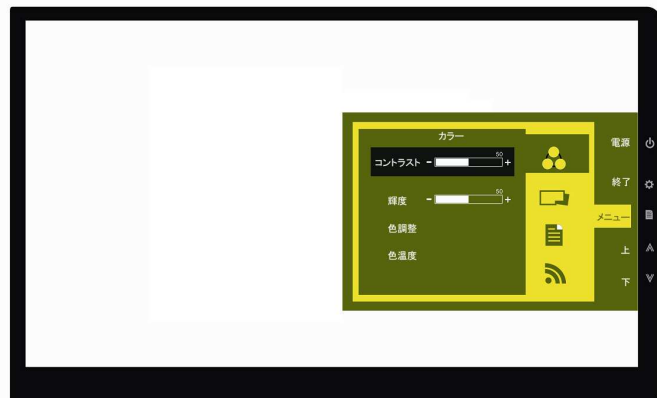 カラー
コントラスト - 50 +
輝度 - 50 +
色調整
色温度
電源
終了
メニュー
上
下